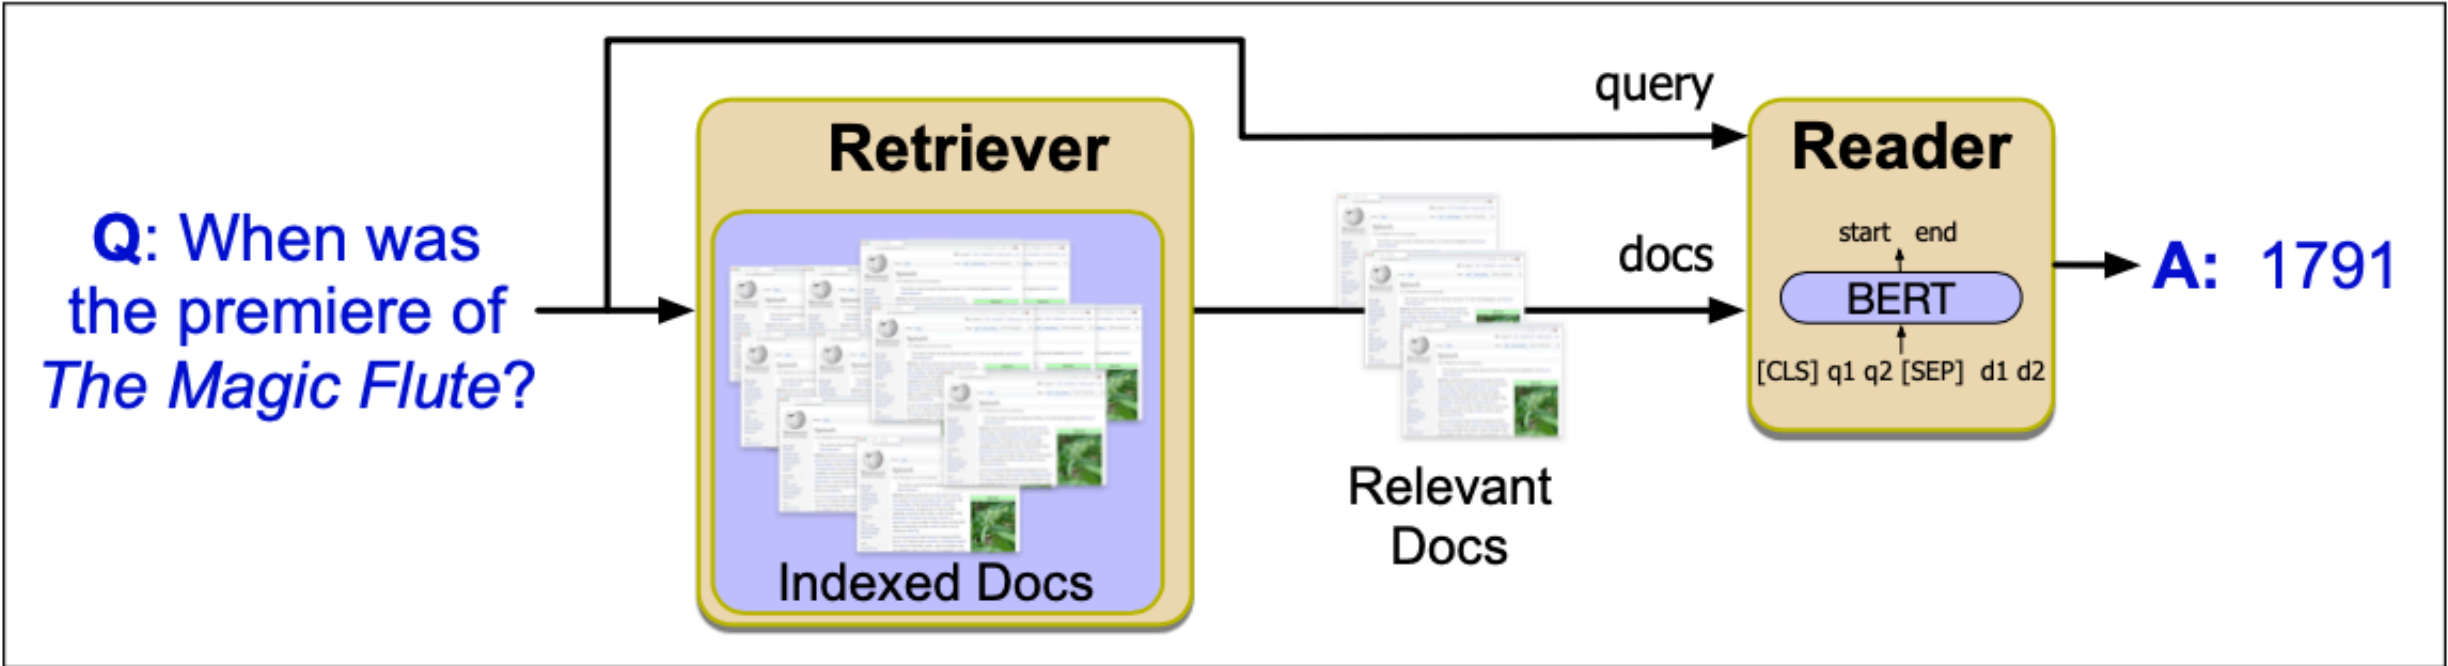 Q: When was
the premiere of
The Magic Flute?
Retriever
Indexed Docs
query
docs
Relevant
Docs
Reader
start end
BERT
[CLS] q1 q2 [SEP] d1 d2
A: 1791